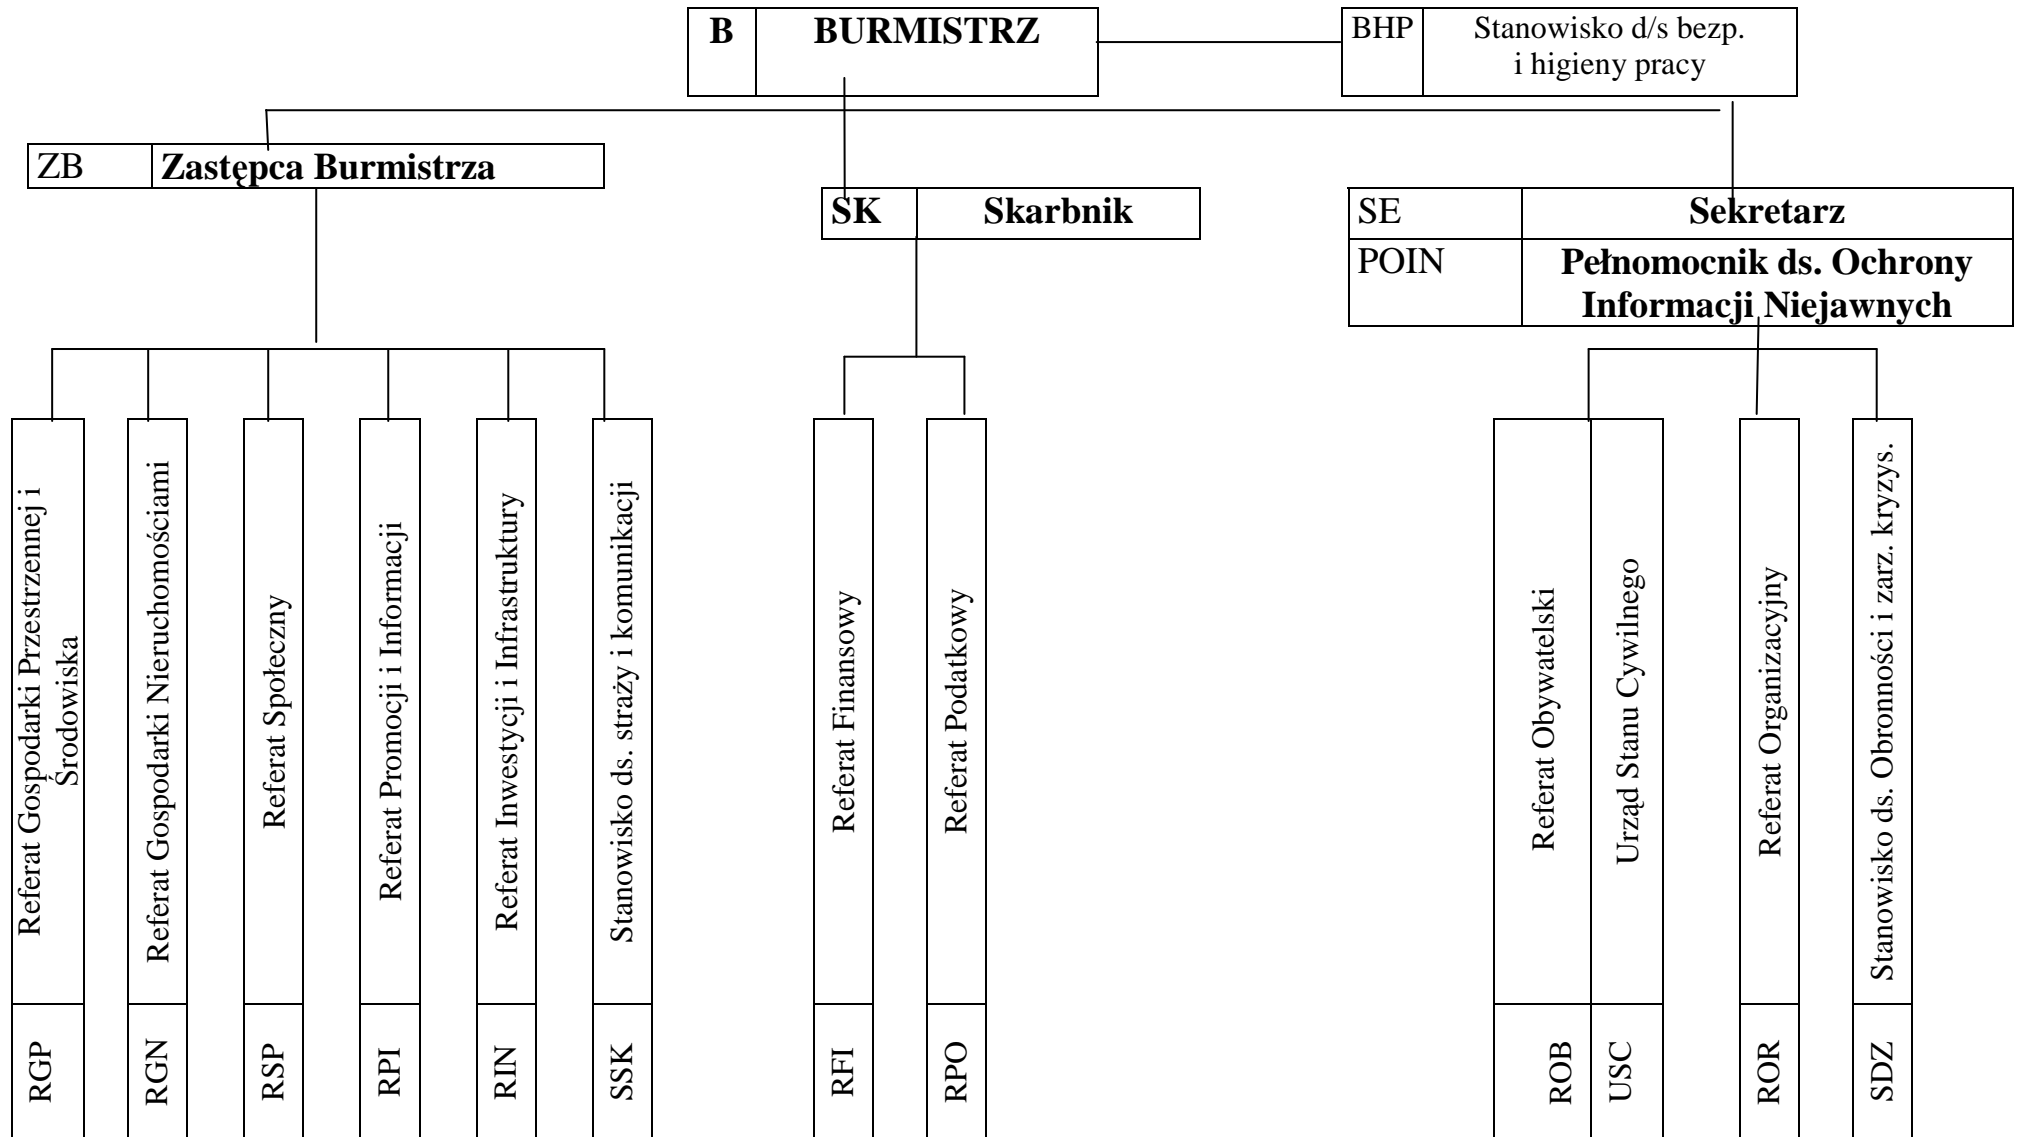 B BURMISTRZ
BHP Stanowisko d/s bezp.
i higieny pracy
ZB Zastępca Burmistrza
SK Skarbnik
SE Sekretarz
POIN Pełnomocnik ds. Ochrony
Informacji Niejawnych
Referat Gospodarki Przestrzennej i
Środowiska
Referat Gospodarki Nieruchomościami
Referat Społeczny
Referat Promocji i Informacji
Referat Inwestycji i Infrastruktury
Stanowisko ds. straży i komunikacji
Referat Finansowy
Referat Podatkowy
Referat Obywatelski
Urząd Stanu Cywilnego
Referat Organizacyjny
Stanowisko ds. Obronności i zarz. kryzys.
RGP
RGN
RSP
RPI
RIN
SSK
RFI
RPO
ROB
USC
ROR
SDZ